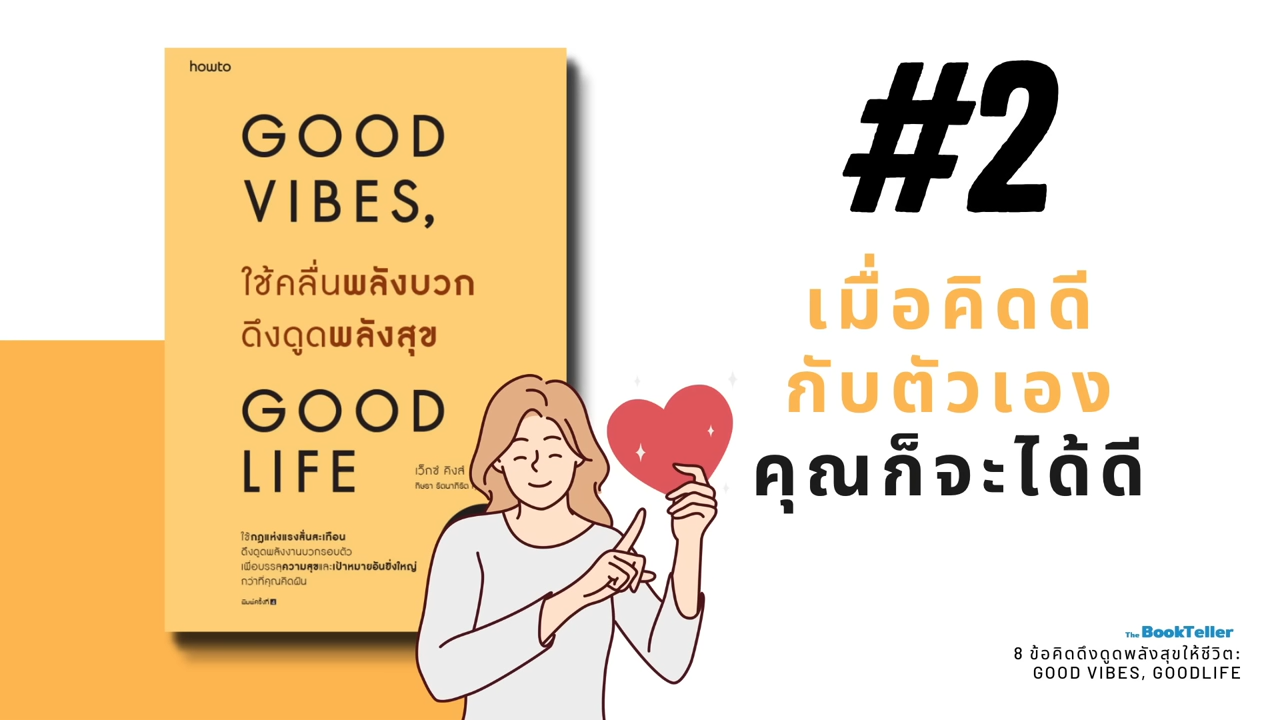 howto
GOOD
VIBES,
ใช้คลื่นพลังบวก
ดึงดูดพลังสุข
GOOD
LIFE
เว็กซ์ คิงส์
ใช้กฎแห่งแรงสั่นสะเทือน
ดึงดูดพลังงานบวกรอบตัว
เพื่อบรรลุความสุขและเป้าหมายอันยิ่งใหญ่
กว่าที่คุณคิดฝัน
พิมพ์ครั้งที่
#2
เมื่อคิดดี
กับตัวเอง
คุณก็จะได้ดี
The BookTeller
8 ข้อคิดดึงดูดพลังสุขให้ชีวิต:
GOOD VIBES, GOODLIFE